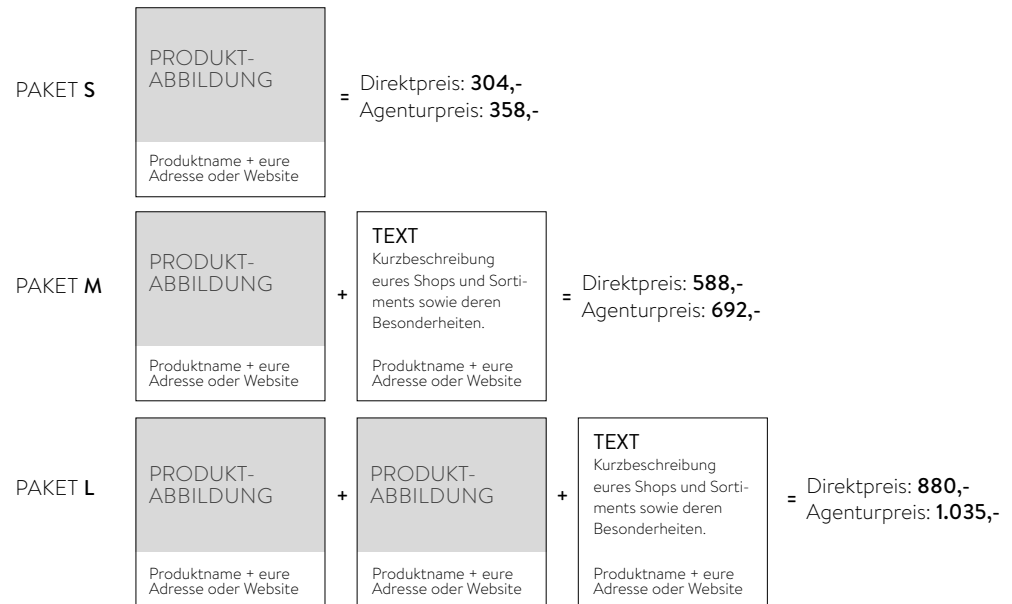 PAKET S
PRODUKT-
ABBILDUNG
Produktname + eure
Adresse oder Website
=
Direktpreis: 304,-
Agenturpreis: 358,-
PAKET M
PRODUKT-
ABBILDUNG
Produktname + eure
Adresse oder Website
+
TEXT
Kurzbeschreibung
eures Shops und Sorti-
ments sowie deren
Besonderheiten.
Produktname + eure
Adresse oder Website
=
Direktpreis: 588,-
Agenturpreis: 692,-
PAKET L
PRODUKT-
ABBILDUNG
Produktname + eure
Adresse oder Website
+
PRODUKT-
ABBILDUNG
Produktname + eure
Adresse oder Website
+
TEXT
Kurzbeschreibung
eures Shops und Sorti-
ments sowie deren
Besonderheiten.
Produktname + eure
Adresse oder Website
=
Direktpreis: 880,-
Agenturpreis: 1.035,-